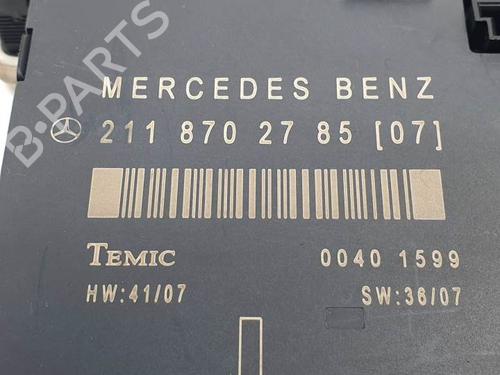 MERCEDES BENZ
211 870 27 85 [07]
TEMIC 0040 1599
HW:41/07 SW:36/07
B-PARTS